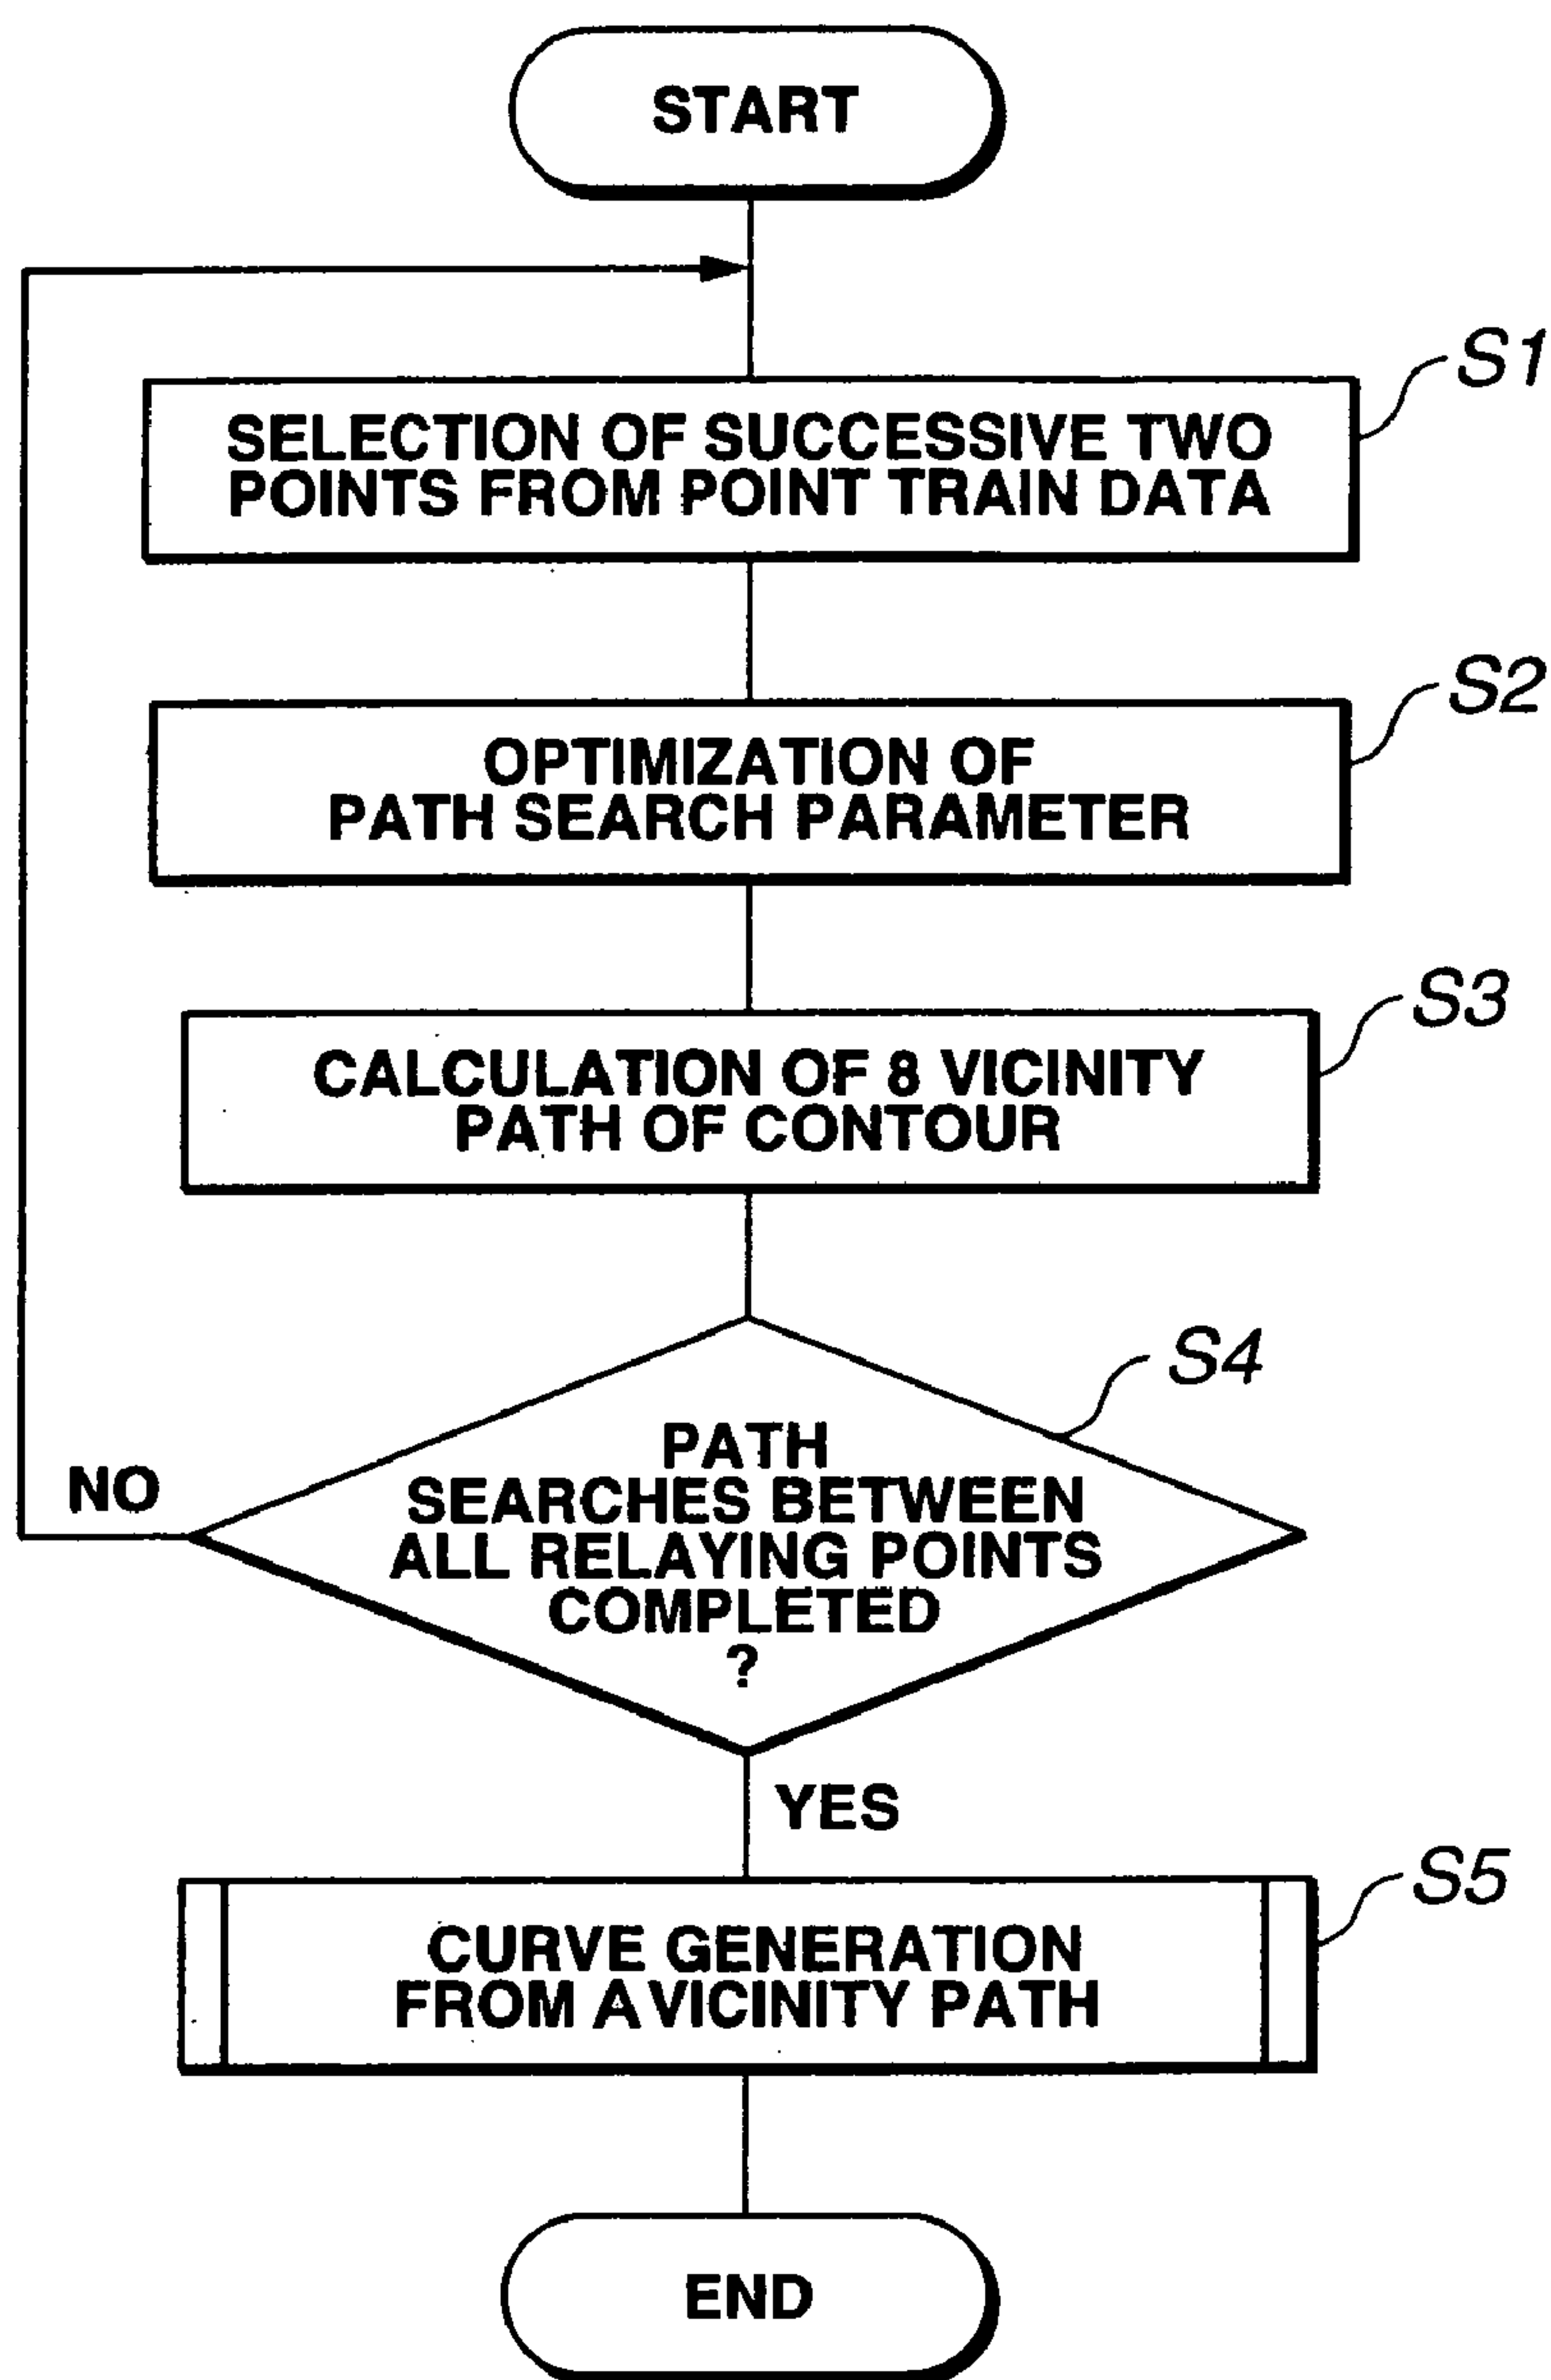 START
S1
SELECTION OF SUCCESSIVE TWO
POINTS FROM POINT TRAIN DATA
S2
OPTIMIZATION OF
PATH SEARCH PARAMETER
S3
CALCULATION OF 8 VICINITY
PATH OF CONTOUR
S4
PATH
SEARCHES BETWEEN
ALL RELAYING POINTS
COMPLETED
?
NO
YES
S5
CURVE GENERATION
FROM A VICINITY PATH
END